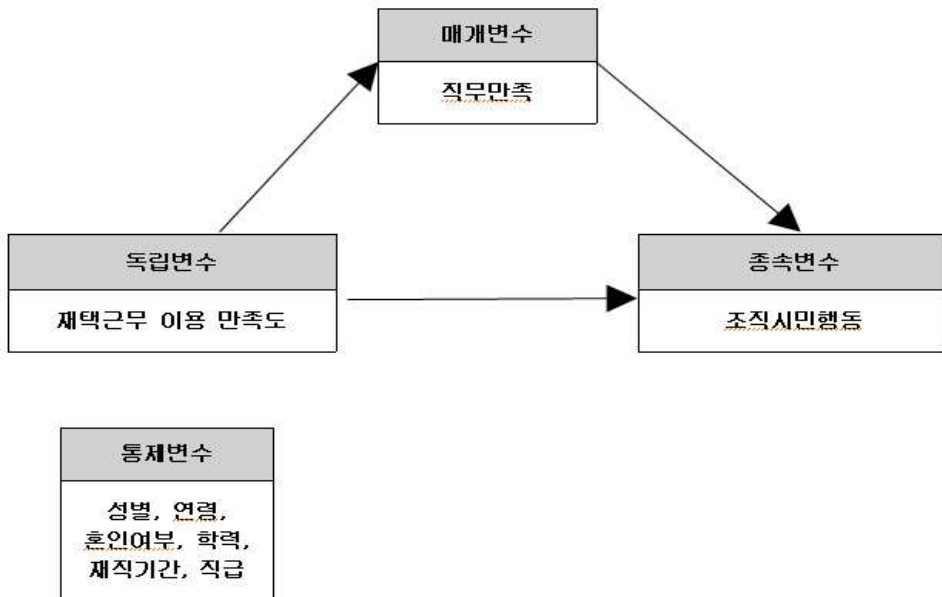 매개변수
직무만족
독립변수
재택근무 이용 만족도
종속변수
조직시민행동
통제변수
성별, 연령,
혼인여부, 학력,
재직기간, 직급